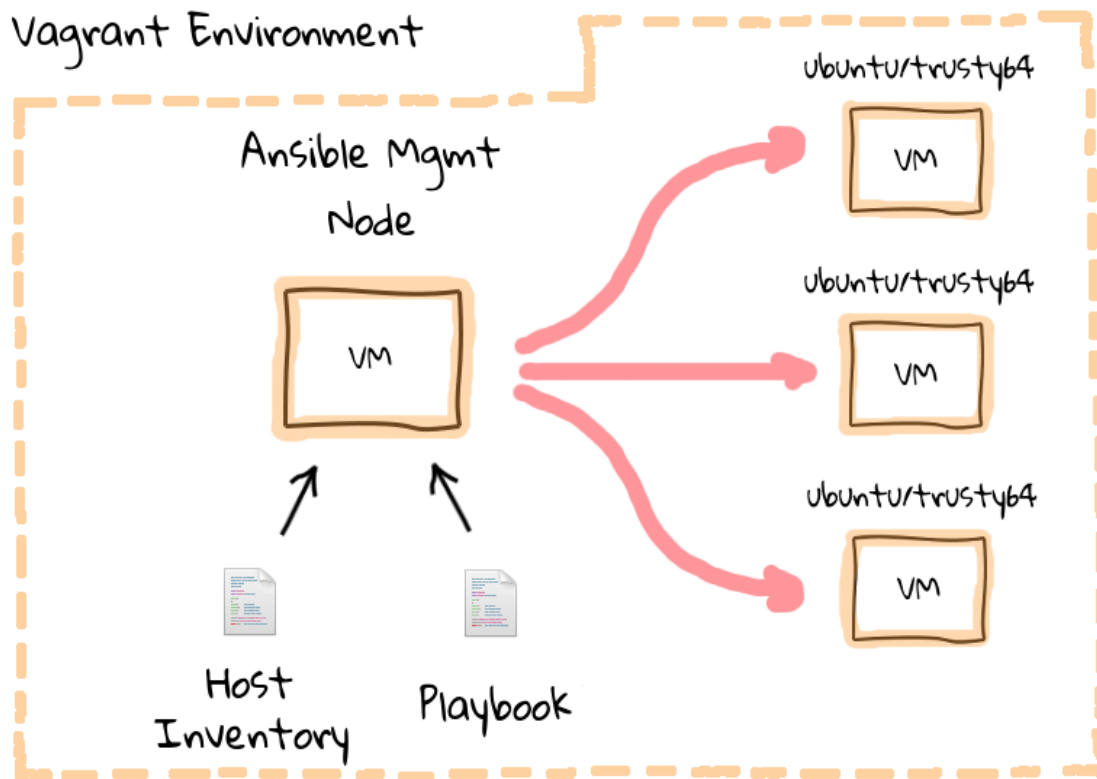 Vagrant Environment
Ansible Mgmt
Node
VM
Host
Inventory
Playbook
ubuntu/trusty64
VM
ubuntu/trusty64
VM
ubuntu/trusty64
VM